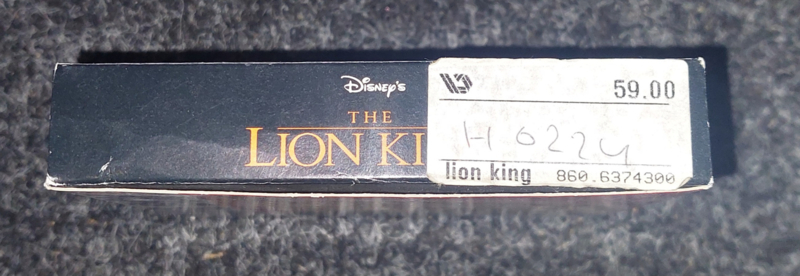 Disney's
THE
LION KI
59.00
H 0224
lion king 860.6374300